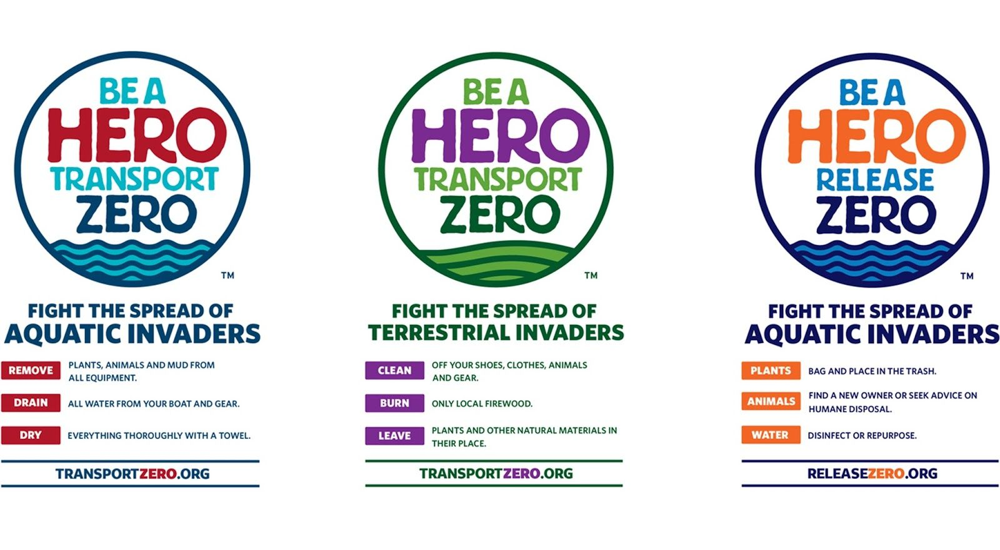 BE A
HERO
TRANSPORT
ZERO
TM
FIGHT THE SPREAD OF
AQUATIC INVADERS
REMOVE PLANTS, ANIMALS AND MUD FROM
ALL EQUIPMENT.
DRAIN ALL WATER FROM YOUR BOAT AND GEAR.
DRY EVERYTHING THOROUGHLY WITH A TOWEL.
TRANSPORTZERO.ORG
BE A
HERO
TRANSPORT
ZERO
TM
FIGHT THE SPREAD OF
TERRESTRIAL INVADERS
CLEAN OFF YOUR SHOES, CLOTHES, ANIMALS
AND GEAR.
BURN ONLY LOCAL FIREWOOD.
LEAVE PLANTS AND OTHER NATURAL MATERIALS IN
THEIR PLACE.
TRANSPORTZERO.ORG
BE A
HERO
RELEASE
ZERO
TM
FIGHT THE SPREAD OF
AQUATIC INVADERS
PLANTS BAG AND PLACE IN THE TRASH.
ANIMALS FIND A NEW OWNER OR SEEK ADVICE ON
HUMANE DISPOSAL.
WATER DISINFECT OR REPURPOSE.
RELEASEZERO.ORG